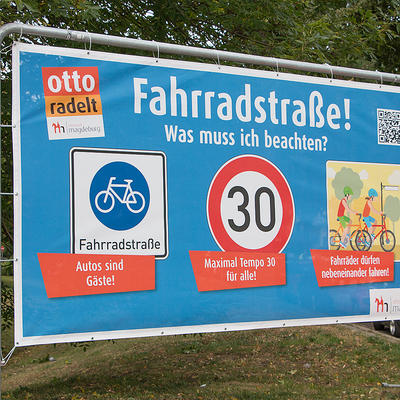 otto
radelt
magdeburg
Fahrradstraße!
Was muss ich beachten?
Fahrradstraße
Autos sind
Gäste!
30
Maximal Tempo 30
für alle!
Fahrräder dürfen
nebeneinander fahren!